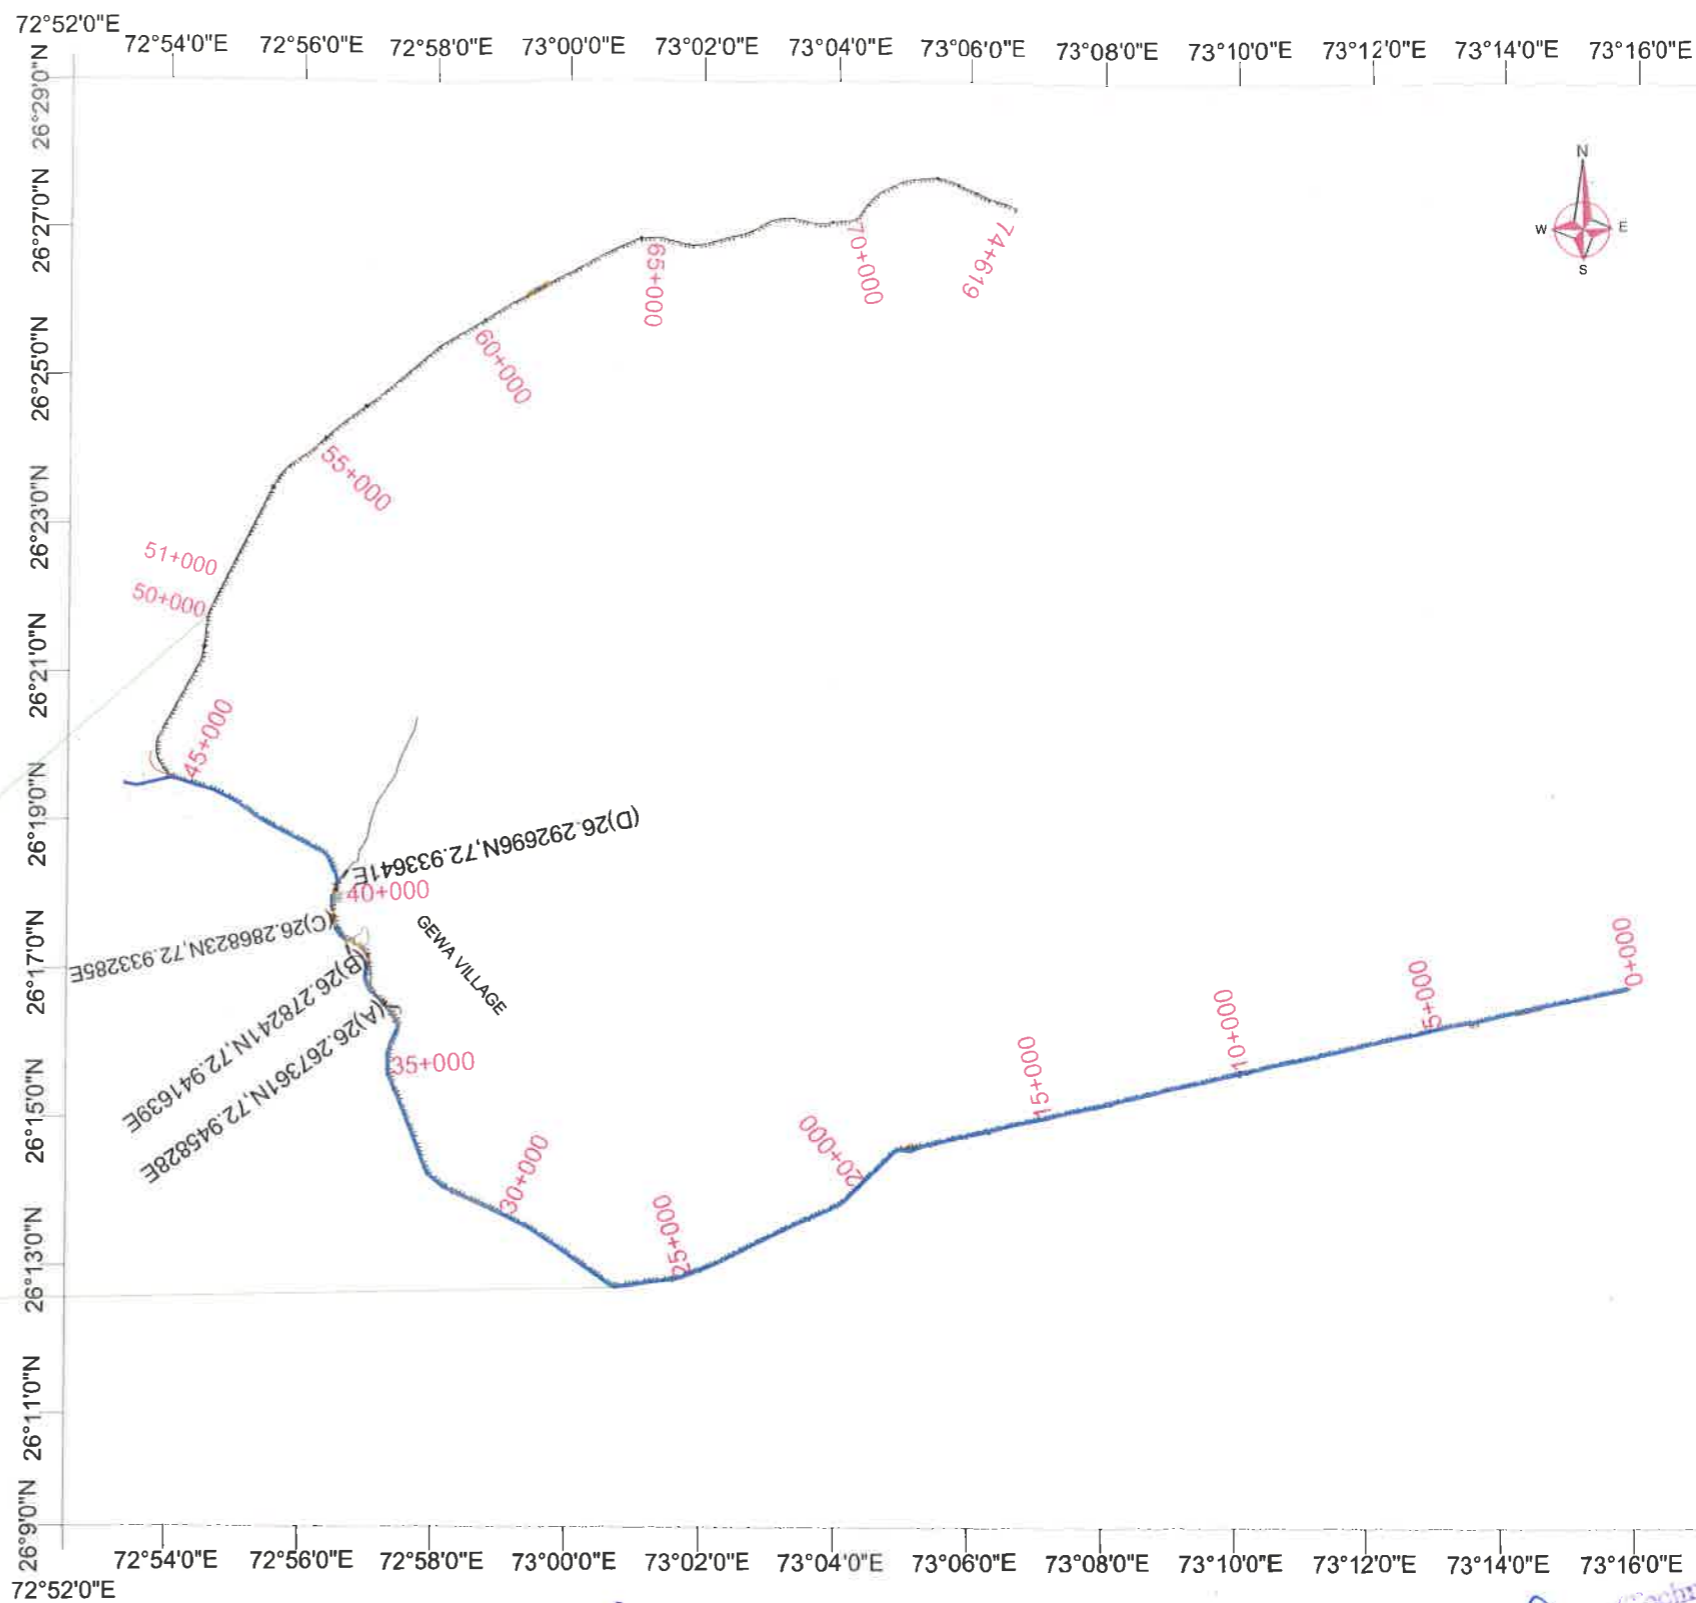 72°52'0"E
72°54'0"E 72°56'0"E 72°58'0"E 73°00'0"E 73°02'0"E 73°04'0"E 73°06'0"E 73°08'0"E 73°10'0"E 73°12'0"E 73°14'0"E 73°16'0"E
26°29'0"N
26°27'0"N
26°25'0"N
26°23'0"N
26°21'0"N
26°19'0"N
26°17'0"N
26°15'0"N
26°13'0"N
26°11'0"N
26°9'0"N
N
W
E
S
74+619
70+000
65+000
60+000
55+000
51+000
50+000
45+000
(D)26.292696N,72.933641E
40+000
(C)26.286823N,72.933285E
GEWA VILLAGE
(B)26.278241N,72.941639E
(A)26.267361N,72.945828E
35+000
30+000
25+000
20+000
15+000
10+000
5+000
0+000
72°54'0"E 72°56'0"E 72°58'0"E 73°00'0"E 73°02'0"E 73°04'0"E 73°06'0"E 73°08'0"E 73°10'0"E 73°12'0"E 73°14'0"E 73°16'0"E
72°52'0"E